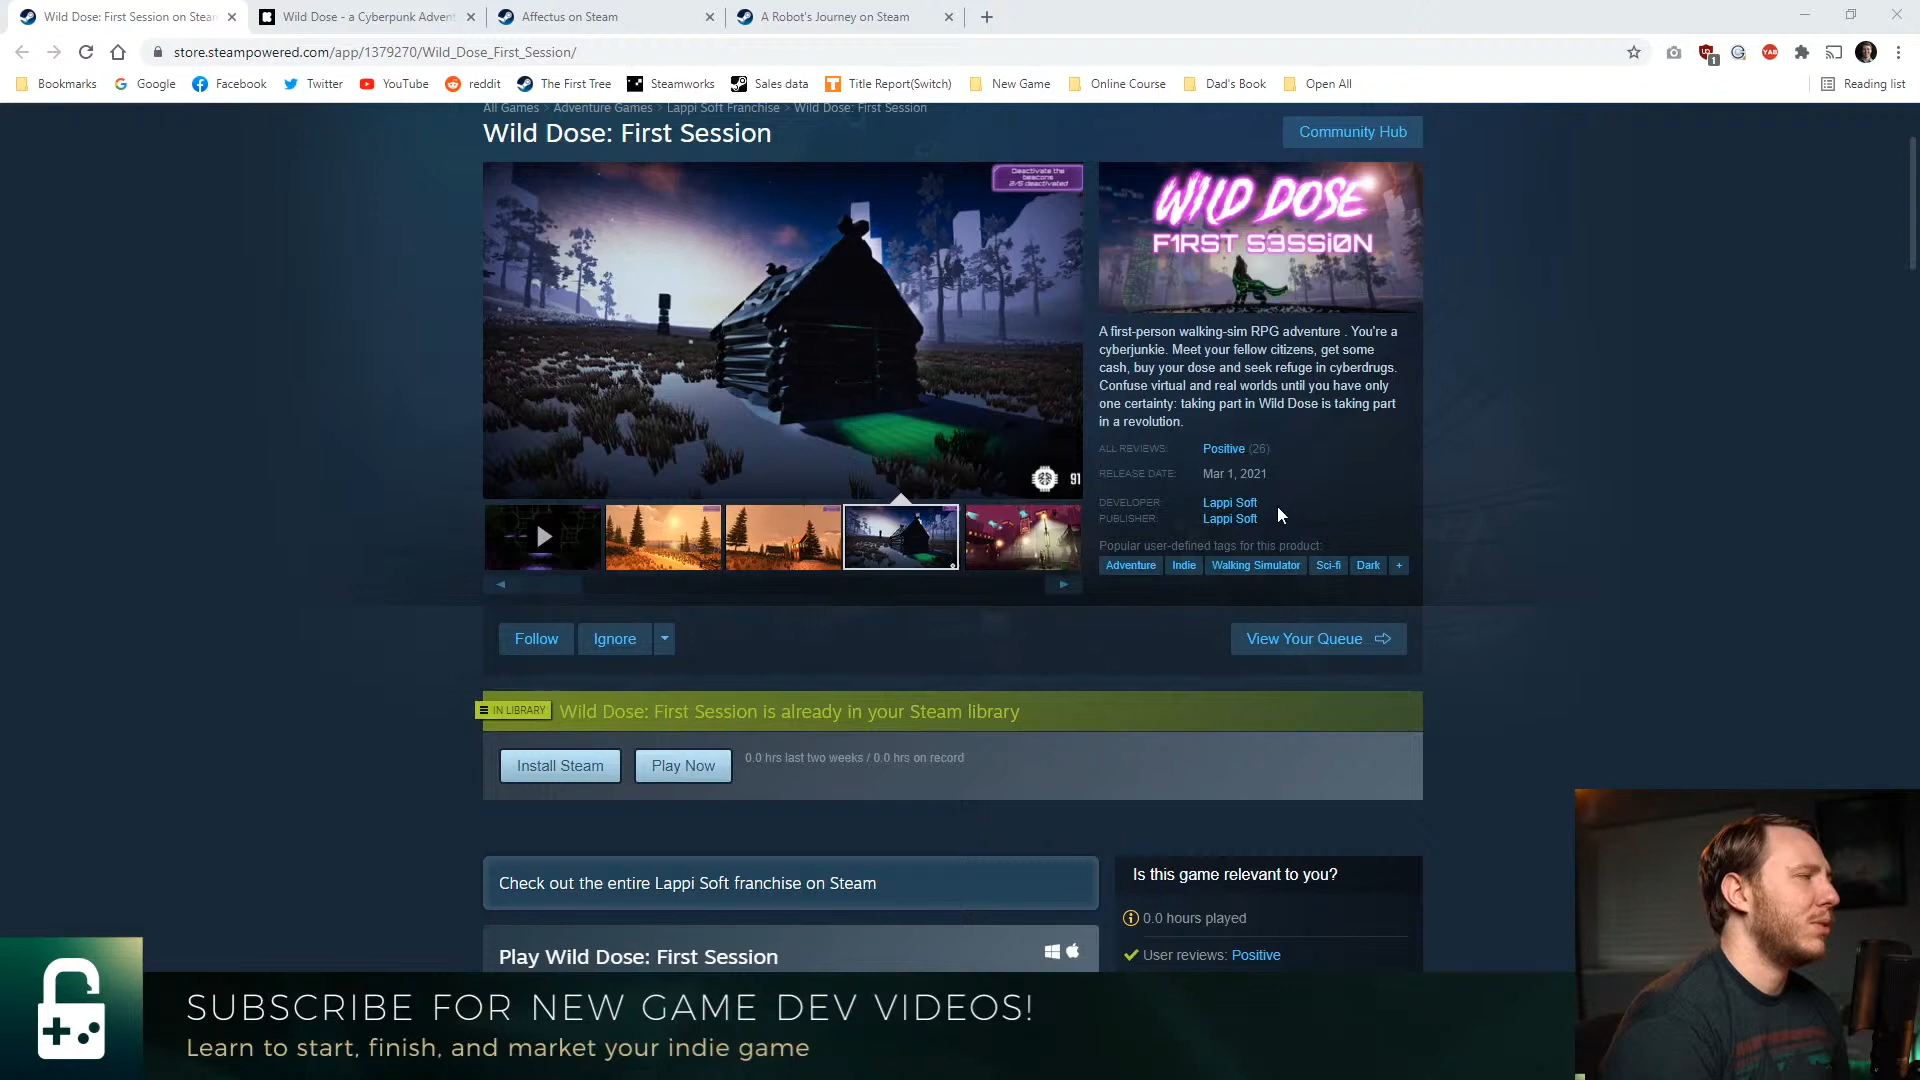 Wild Dose: First Session on Steam
Wild Dose - a Cyberpunk Advent
Affectus on Steam
A Robot's Journey on Steam
store.steampowered.com/app/1379270/Wild_Dose_First_Session/
1
Bookmarks
Google
Facebook
Twitter
YouTube
reddit
The First Tree
Steamworks
Sales data
Title Report(Switch)
New Game
Online Course
Dad's Book
Open All
Reading list
All Games > Adventure Games > Lappi Soft Franchise > Wild Dose: First Session
Wild Dose: First Session
Community Hub
Deactivate the
beacons
2/5 deactivated
91
WILD DOSE
F1RST S3SSi0N
A first-person walking-sim RPG adventure . You're a
cyberjunkie. Meet your fellow citizens, get some
cash, buy your dose and seek refuge in cyberdrugs.
Confuse virtual and real worlds until you have only
one certainty: taking part in Wild Dose is taking part
in a revolution.
ALL REVIEWS: Positive (26)
RELEASE DATE: Mar 1, 2021
DEVELOPER: Lappi Soft
PUBLISHER: Lappi Soft
Popular user-defined tags for this product:
Adventure Indie Walking Simulator Sci-fi Dark +
Follow
Ignore
View Your Queue
IN LIBRARY
Wild Dose: First Session is already in your Steam library
Install Steam
Play Now
0.0 hrs last two weeks / 0.0 hrs on record
Check out the entire Lappi Soft franchise on Steam
Is this game relevant to you?
0.0 hours played
User reviews: Positive
Play Wild Dose: First Session
SUBSCRIBE FOR NEW GAME DEV VIDEOS!
Learn to start, finish, and market your indie game